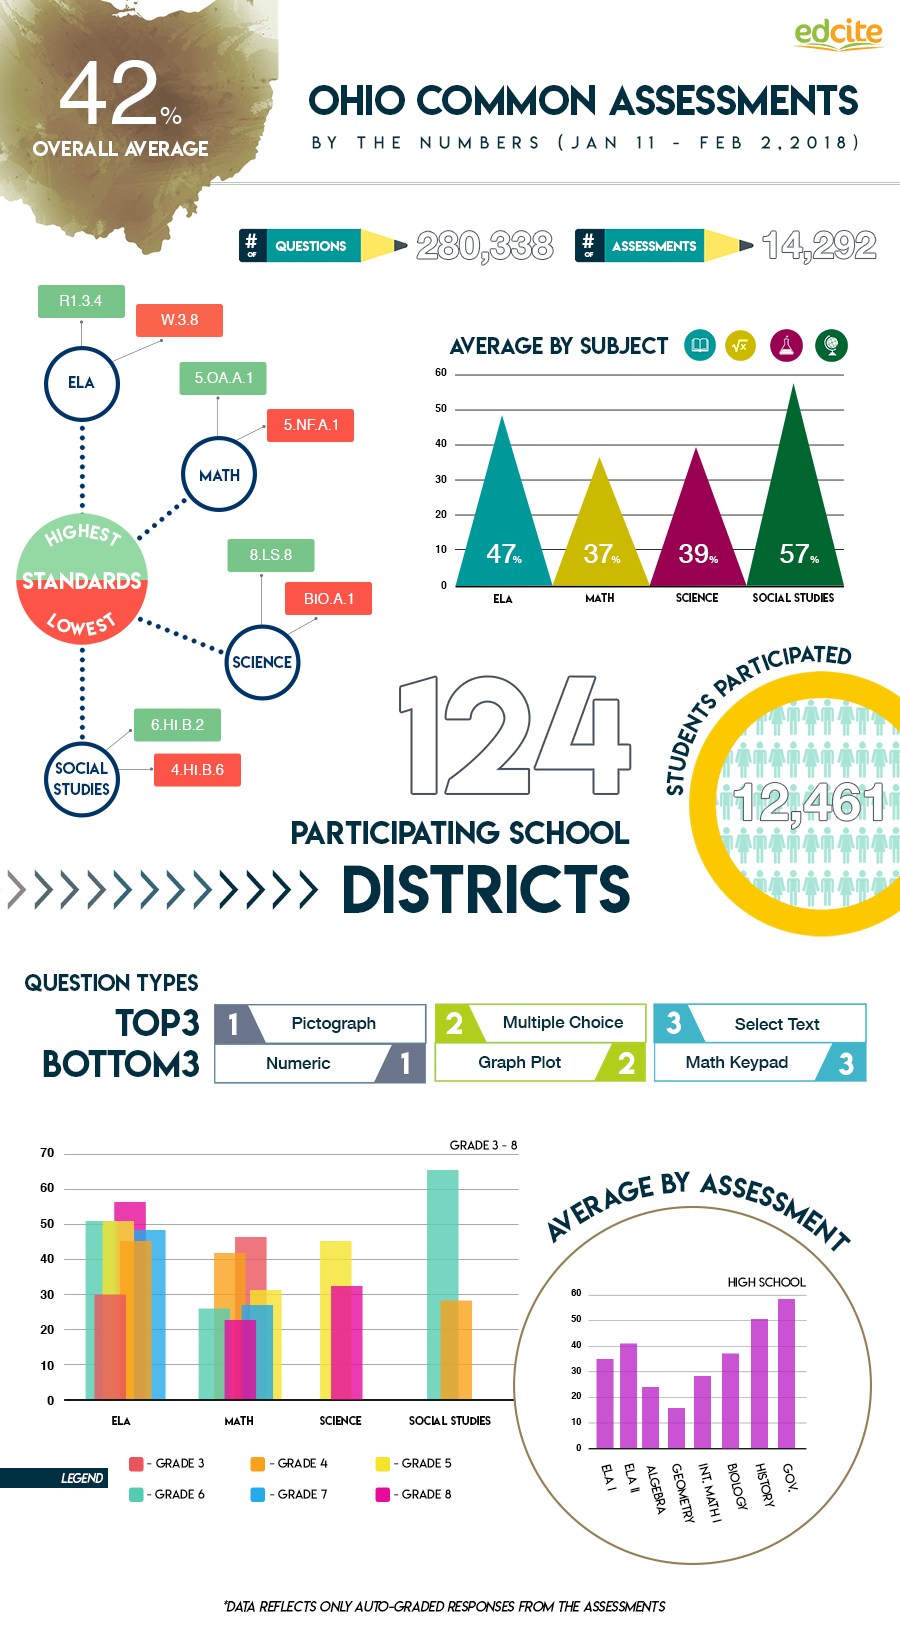 edcite
42%
OVERALL AVERAGE
OHIO COMMON ASSESSMENTS
BY THE NUMBERS (JAN 11 - FEB 2,2018)
# OF QUESTIONS 280,338
# OF ASSESSMENTS 14,292
R1.3.4
W.3.8
ELA
5.OA.A.1
5.NF.A.1
MATH
HIGHEST
STANDARDS
LOWEST
8.LS.8
BIO.A.1
SCIENCE
6.HI.B.2
4.HI.B.6
SOCIAL
STUDIES
AVERAGE BY SUBJECT
√x
60
50
40
30
20
10
0
47% 37% 39% 57%
ELA MATH SCIENCE SOCIAL STUDIES
124
PARTICIPATING SCHOOL
DISTRICTS
STUDENTS PARTICIPATED
12,461
QUESTION TYPES
TOP3
1 Pictograph 2 Multiple Choice 3 Select Text
BOTTOM3
Numeric 1 Graph Plot 2 Math Keypad 3
GRADE 3 - 8
70
60
50
40
30
20
10
0
ELA MATH SCIENCE SOCIAL STUDIES
LEGEND
- GRADE 3 - GRADE 4 - GRADE 5
- GRADE 6 - GRADE 7 - GRADE 8
AVERAGE BY ASSESSMENT
HIGH SCHOOL
60
50
40
30
20
10
0
ELA I
ELA II
ALGEBRA
GEOMETRY
INT. MATH I
BIOLOGY
HISTORY
GOV.
*DATA REFLECTS ONLY AUTO-GRADED RESPONSES FROM THE ASSESSMENTS